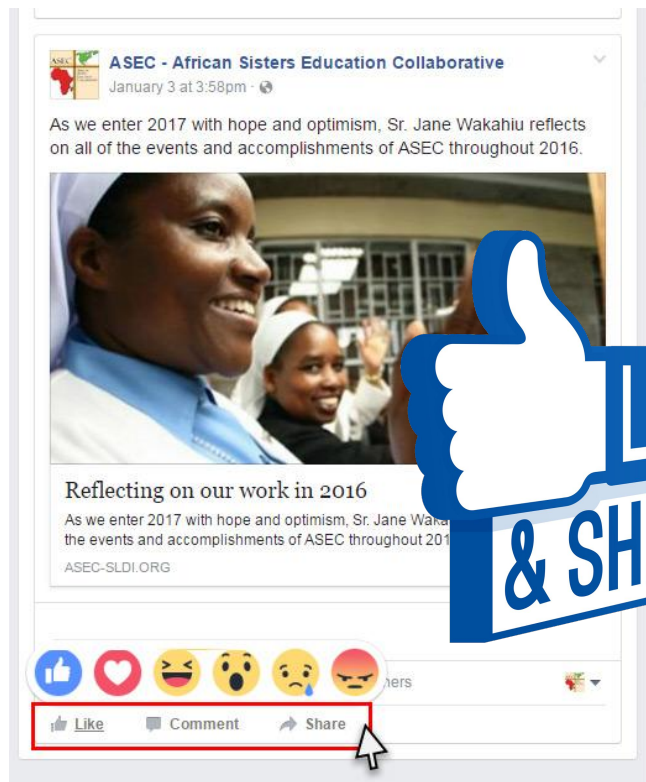 ASEC
ASEC - African Sisters Education Collaborative
January 3 at 3:58pm ·
As we enter 2017 with hope and optimism, Sr. Jane Wakahiu reflects
on all of the events and accomplishments of ASEC throughout 2016.
Reflecting on our work in 2016
As we enter 2017 with hope and optimism, Sr. Jane Waka
the events and accomplishments of ASEC throughout 201
ASEC-SLDI.ORG
L
& SH
hers
Like Comment Share